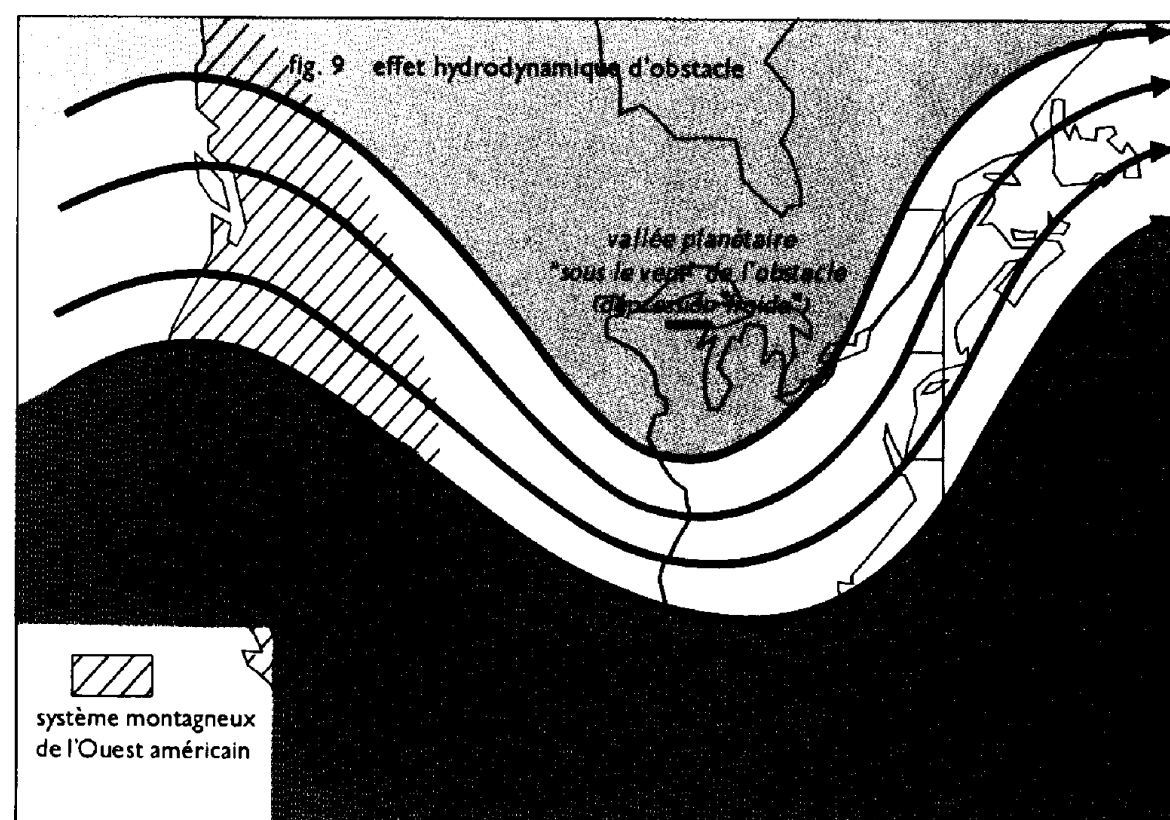 fig. 9 effet hydrodynamique d'obstacle
vallée planétaire
"sous le vent" de l'obstacle
système montagneux
de l'Ouest américain